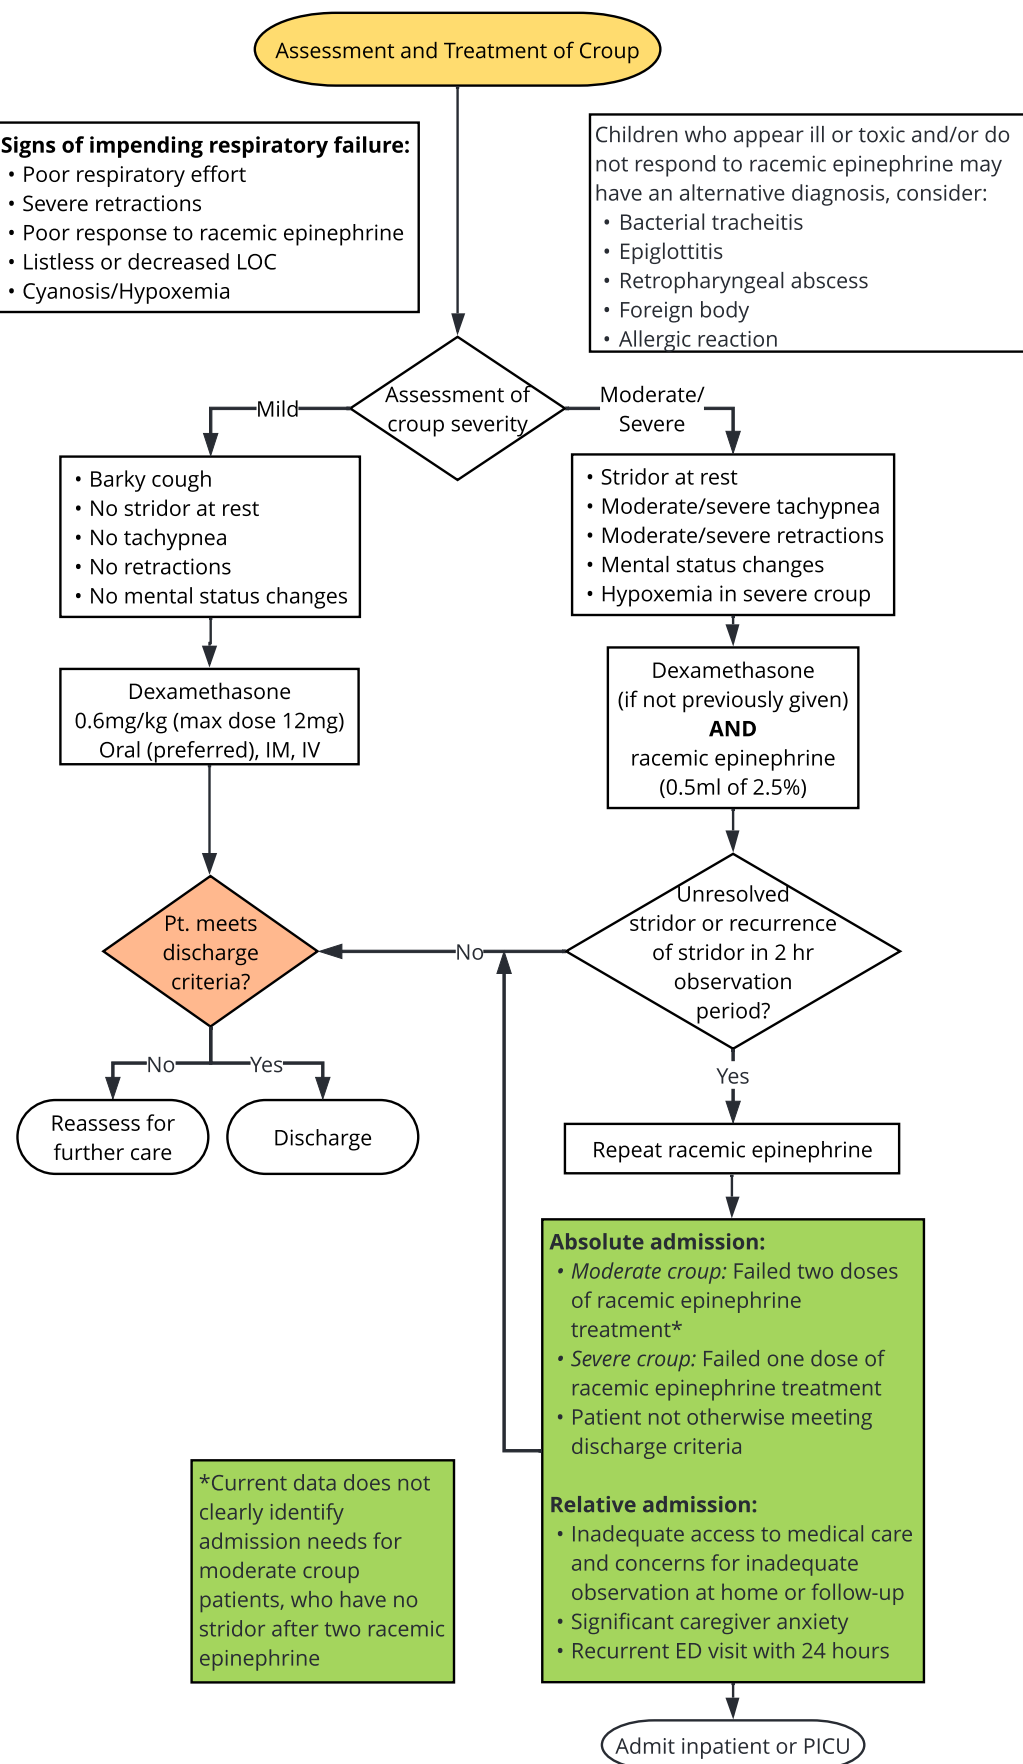 Assessment and Treatment of Croup
Signs of impending respiratory failure:
• Poor respiratory effort
• Severe retractions
• Poor response to racemic epinephrine
• Listless or decreased LOC
• Cyanosis/Hypoxemia
Children who appear ill or toxic and/or do
not respond to racemic epinephrine may
have an alternative diagnosis, consider:
• Bacterial tracheitis
• Epiglottitis
• Retropharyngeal abscess
• Foreign body
• Allergic reaction
Assessment of
croup severity
Mild
Moderate/
Severe
• Barky cough
• No stridor at rest
• No tachypnea
• No retractions
• No mental status changes
• Stridor at rest
• Moderate/severe tachypnea
• Moderate/severe retractions
• Mental status changes
• Hypoxemia in severe croup
Dexamethasone
0.6mg/kg (max dose 12mg)
Oral (preferred), IM, IV
Dexamethasone
(if not previously given)
AND
racemic epinephrine
(0.5ml of 2.5%)
Pt. meets
discharge
criteria?
No
Unresolved
stridor or recurrence
of stridor in 2 hr
observation
period?
No
Yes
Yes
Reassess for
further care
Discharge
Repeat racemic epinephrine
Absolute admission:
• Moderate croup: Failed two doses
of racemic epinephrine
treatment*
• Severe croup: Failed one dose of
racemic epinephrine treatment
• Patient not otherwise meeting
discharge criteria
Relative admission:
• Inadequate access to medical care
and concerns for inadequate
observation at home or follow-up
• Significant caregiver anxiety
• Recurrent ED visit with 24 hours
*Current data does not
clearly identify
admission needs for
moderate croup
patients, who have no
stridor after two racemic
epinephrine
Admit inpatient or PICU